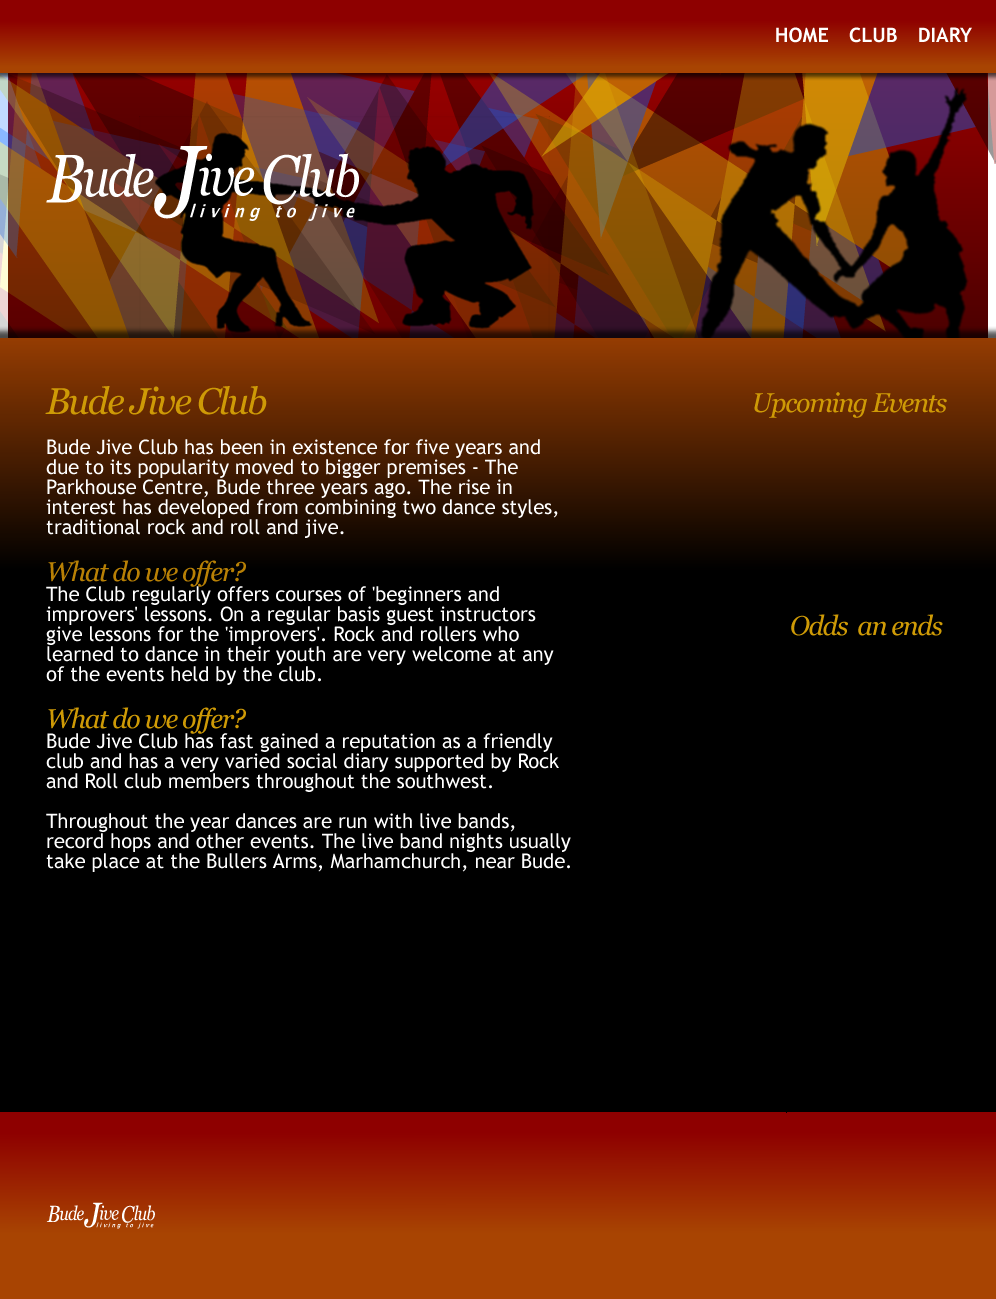 HOME CLUB DIARY
Bude Jive Club
living to jive
Bude Jive Club
Bude Jive Club has been in existence for five years and
due to its popularity moved to bigger premises - The
Parkhouse Centre, Bude three years ago. The rise in
interest has developed from combining two dance styles,
traditional rock and roll and jive.
What do we offer?
The Club regularly offers courses of 'beginners and
improvers' lessons. On a regular basis guest instructors
give lessons for the 'improvers'. Rock and rollers who
learned to dance in their youth are very welcome at any
of the events held by the club.
What do we offer?
Bude Jive Club has fast gained a reputation as a friendly
club and has a very varied social diary supported by Rock
and Roll club members throughout the southwest.
Throughout the year dances are run with live bands,
record hops and other events. The live band nights usually
take place at the Bullers Arms, Marhamchurch, near Bude.
Upcoming Events
Odds an ends
Bude Jive Club
living to jive